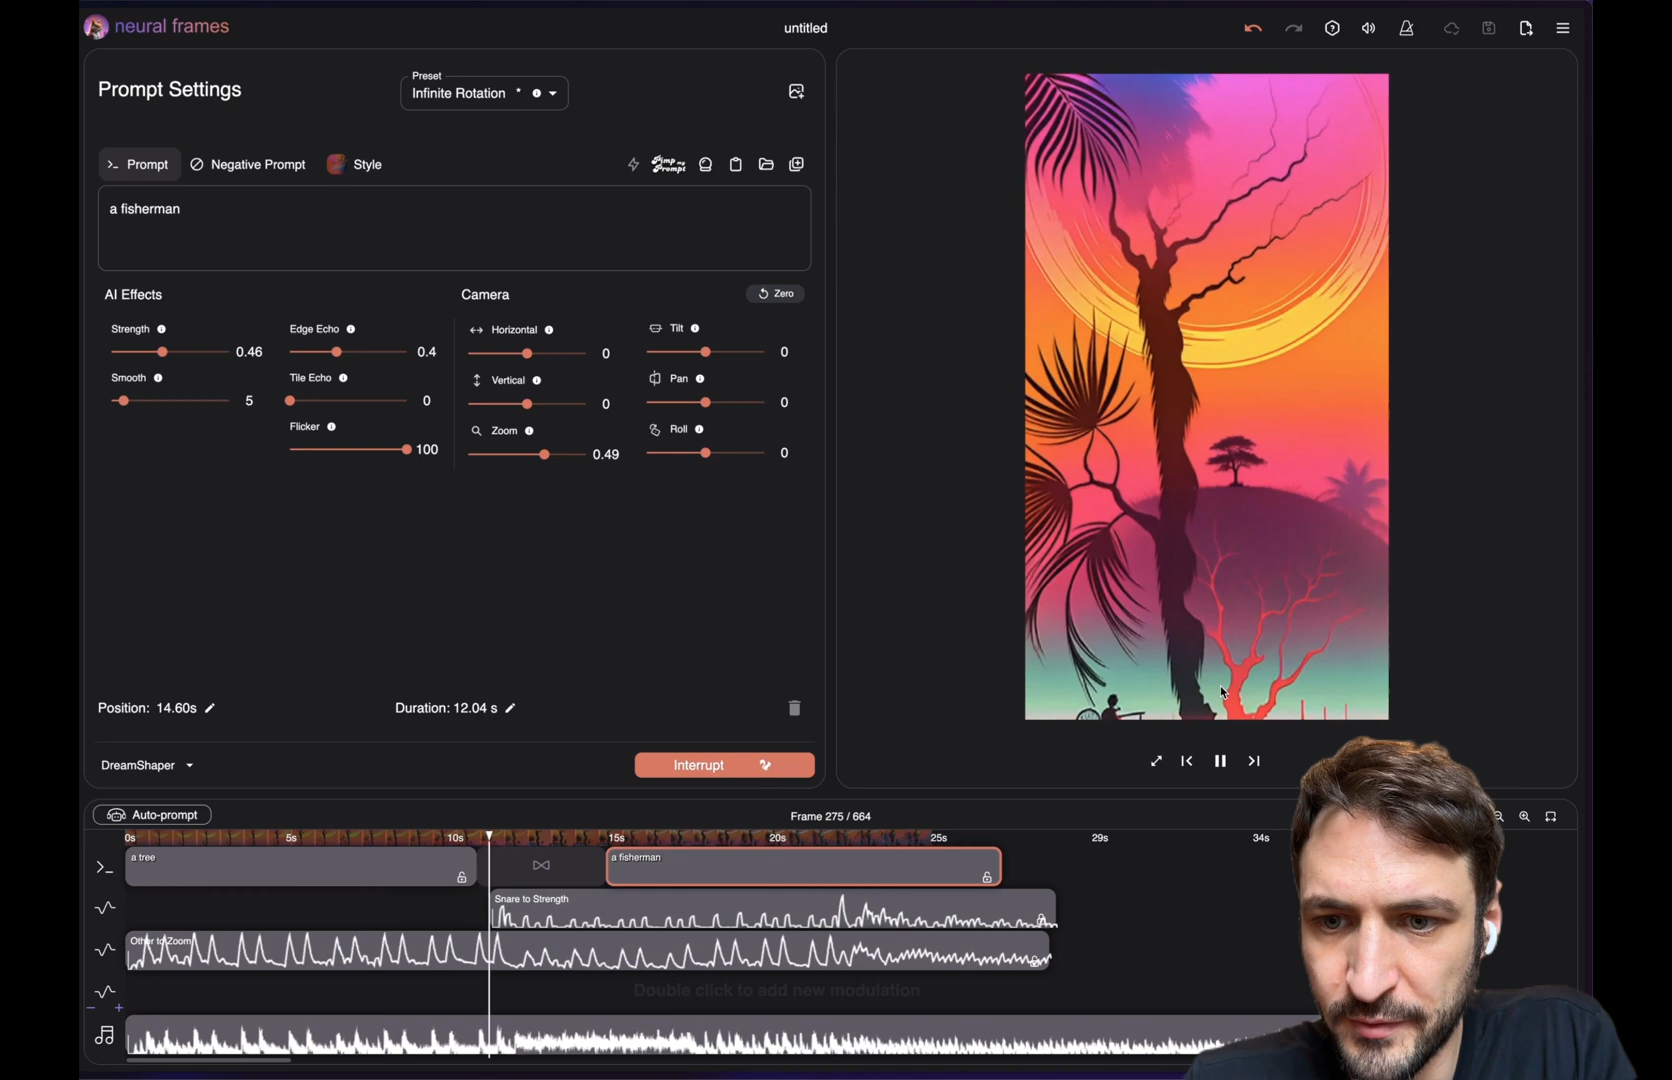 neural frames
untitled
Prompt Settings
Preset
Infinite Rotation *
Prompt
Negative Prompt
Style
Pimp my Prompt
a fisherman
AI Effects
Camera
Zero
Strength
0.46
Edge Echo
0.4
Horizontal
0
Tilt
0
Smooth
5
Tile Echo
0
Vertical
0
Pan
0
Flicker
100
Zoom
0.49
Roll
0
Position: 14.60s
Duration: 12.04 s
DreamShaper
Interrupt
Auto-prompt
Frame 275 / 664
0s
5s
10s
15s
20s
25s
29s
34s
a tree
a fisherman
Snare to Strength
Other to Zoom
Double click to add new modulation